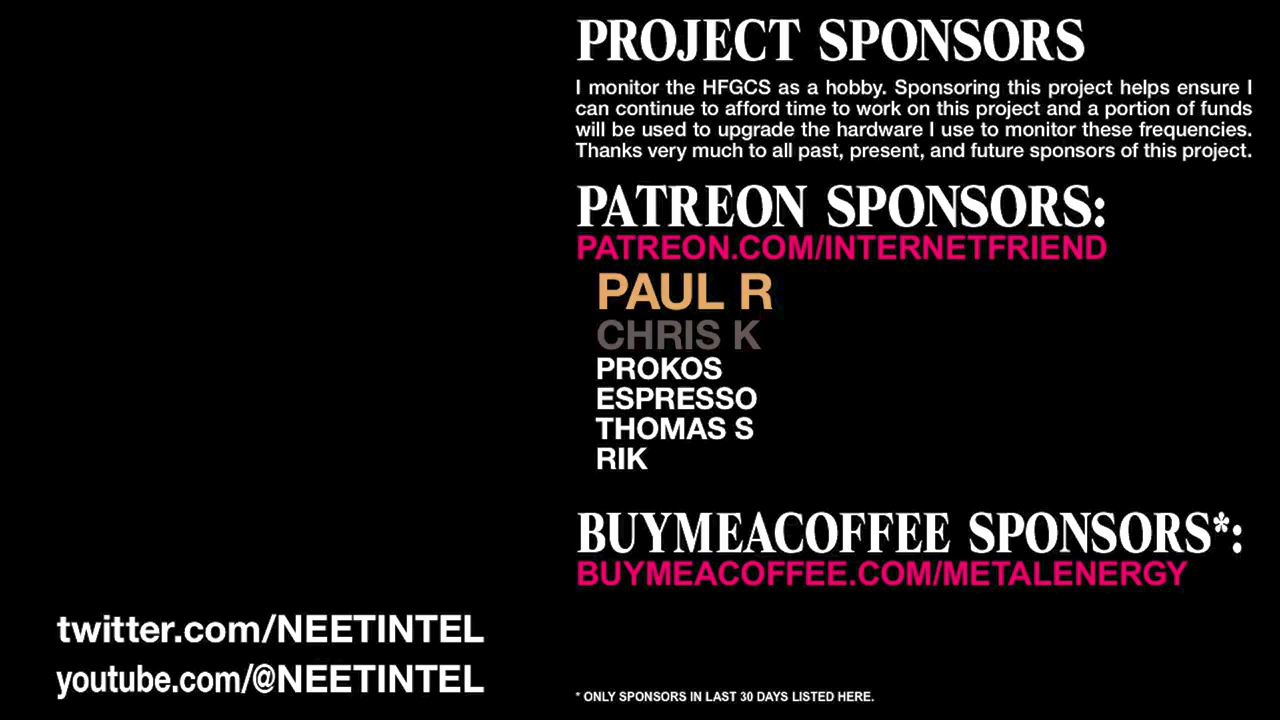 PROJECT SPONSORS
I monitor the HFGCS as a hobby. Sponsoring this project helps ensure I
can continue to afford time to work on this project and a portion of funds
will be used to upgrade the hardware I use to monitor these frequencies.
Thanks very much to all past, present, and future sponsors of this project.
PATREON SPONSORS:
PATREON.COM/INTERNETFRIEND
PAUL R
CHRIS K
PROKOS
ESPRESSO
THOMAS S
RIK
BUYMEACOFFEE SPONSORS*:
BUYMEACOFFEE.COM/METALENERGY
twitter.com/NEETINTEL
youtube.com/@NEETINTEL
* ONLY SPONSORS IN LAST 30 DAYS LISTED HERE.